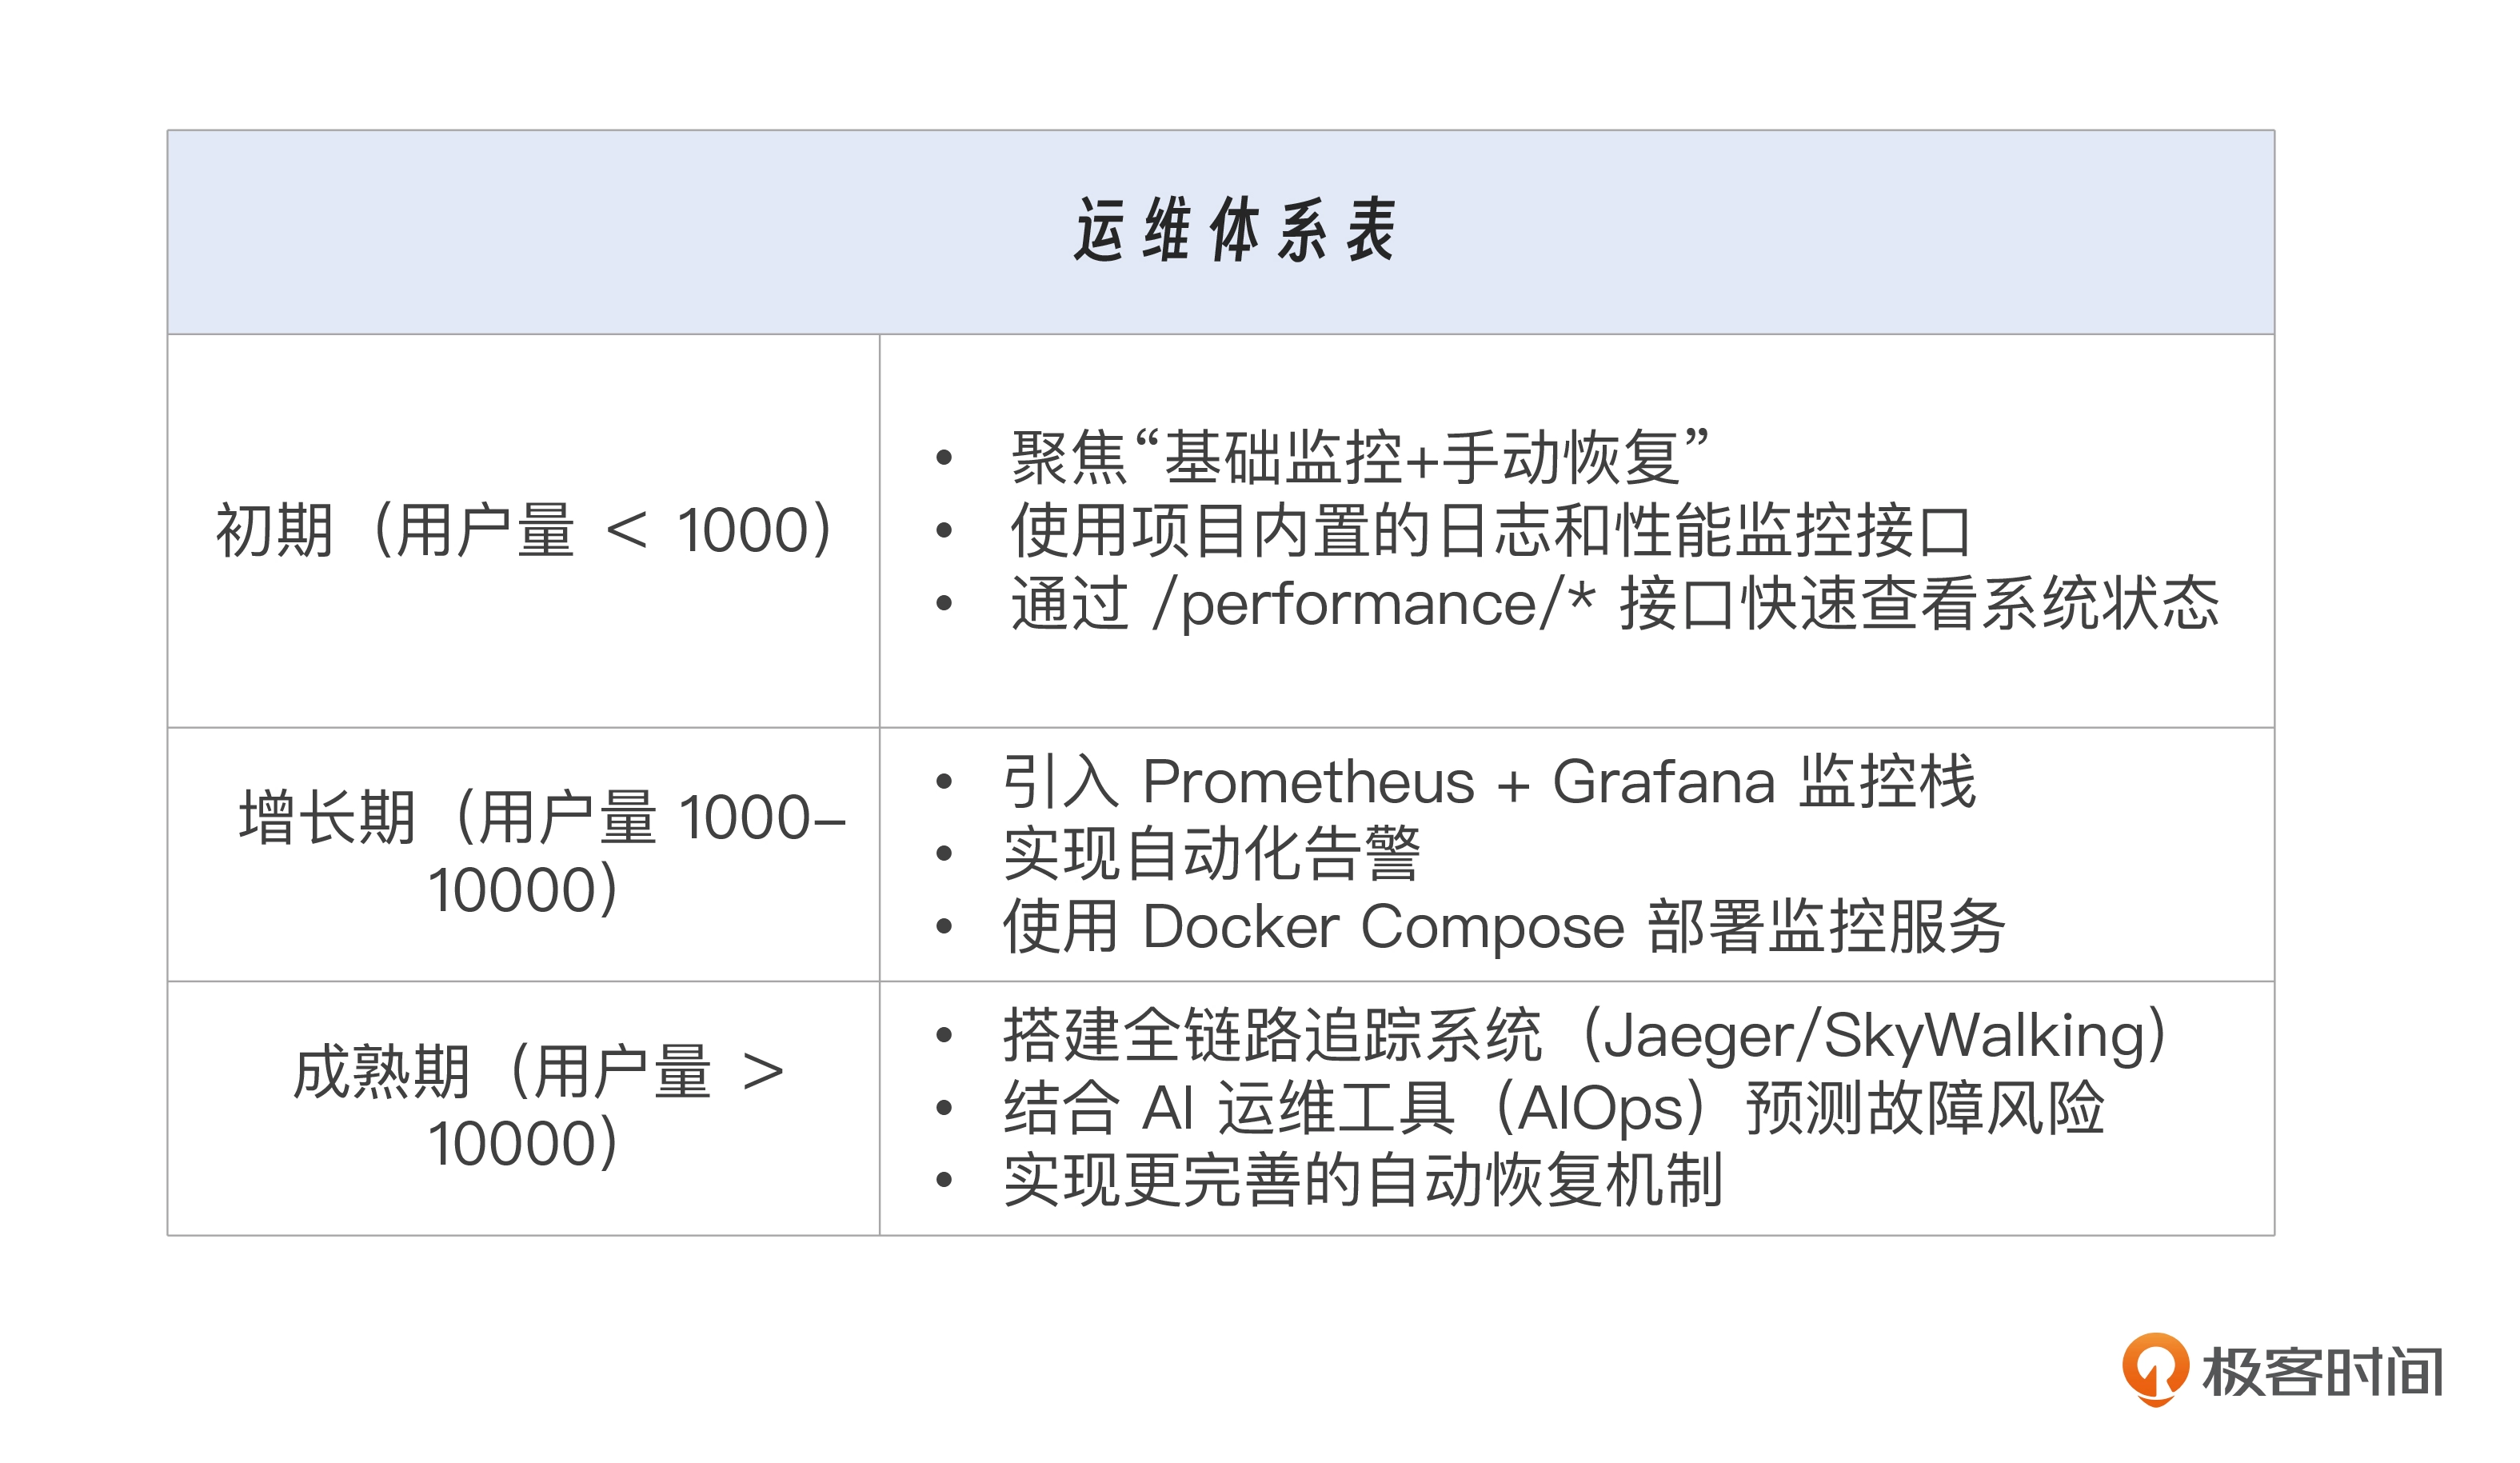 运维体系表
初期（用户量 < 1000）
• 聚焦“基础监控+手动恢复”
• 使用项目内置的日志和性能监控接口
• 通过 /performance/* 接口快速查看系统状态
增长期（用户量 1000–
10000）
• 引入 Prometheus + Grafana 监控栈
• 实现自动化告警
• 使用 Docker Compose 部署监控服务
成熟期（用户量 >
10000）
• 搭建全链路追踪系统（Jaeger/SkyWalking）
• 结合 AI 运维工具（AIOps）预测故障风险
• 实现更完善的自动恢复机制
极客时间